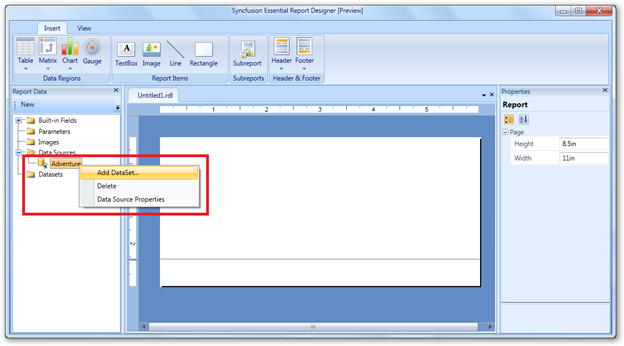 Syncfusion Essential Report Designer [Preview]
Insert View
Table Matrix Chart Gauge TextBox Image Line Rectangle Subreport Header Footer
Data Regions Report Items Subreports Header & Footer
Report Data
New
Built-in Fields
Parameters
Images
Data Sources
Adventure
Datasets
Add DataSet...
Delete
Data Source Properties
Untitled1.rdl
1 2 3 4 5
2
Properties
Report
Page
Height 8.5in
Width 11in